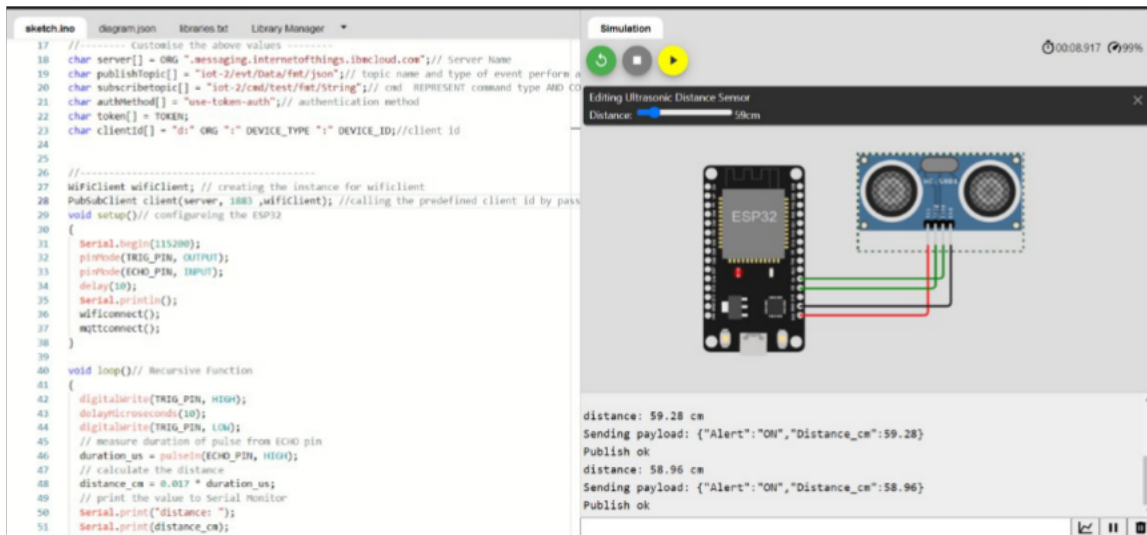 sketch.ino diagram.json libraries.txt Library Manager
17 //-------- Customise the above values --------
18 char server[] = ORG ".messaging.internetofthings.ibmcloud.com";// Server Name
19 char publishTopic[] = "iot-2/evt/Data/fmt/json";// topic name and type of event perform a
20 char subscribetopic[] = "iot-2/cmd/test/fmt/String";// cmd REPRESENT command type AND CO
21 char authMethod[] = "use-token-auth";// authentication method
22 char token[] = TOKEN;
23 char clientId[] = "d:" ORG ":" DEVICE_TYPE ":" DEVICE_ID;//client id
24
25
26 //-----------------------------------------
27 WiFiClient wifiClient; // creating the instance for wificlient
28 PubSubClient client(server, 1883 ,wifiClient); //calling the predefined client id by pass
29 void setup()// configureing the ESP32
30 {
31 Serial.begin(115200);
32 pinMode(TRIG_PIN, OUTPUT);
33 pinMode(ECHO_PIN, INPUT);
34 delay(10);
35 Serial.println();
36 wificonnect();
37 mqttconnect();
38 }
39
40 void loop()// Recursive Function
41 {
42 digitalWrite(TRIG_PIN, HIGH);
43 delayMicroseconds(10);
44 digitalWrite(TRIG_PIN, LOW);
45 // measure duration of pulse from ECHO pin
46 duration_us = pulseIn(ECHO_PIN, HIGH);
47 // calculate the distance
48 distance_cm = 0.017 * duration_us;
49 // print the value to Serial Monitor
50 Serial.print("distance: ");
51 Serial.print(distance_cm);
Simulation
00:08.917 99%
Editing Ultrasonic Distance Sensor
Distance: 59cm
ESP32
distance: 59.28 cm
Sending payload: {"Alert":"ON","Distance_cm":59.28}
Publish ok
distance: 58.96 cm
Sending payload: {"Alert":"ON","Distance_cm":58.96}
Publish ok